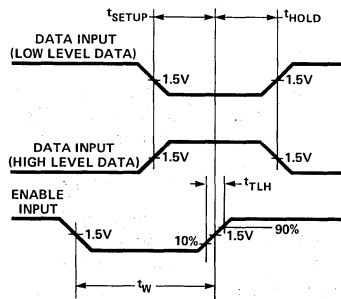 tSETUP
tHOLD
DATA INPUT
(LOW LEVEL DATA)
1.5V
1.5V
DATA INPUT
(HIGH LEVEL DATA)
1.5V
1.5V
tTLH
ENABLE
INPUT
1.5V
10%
1.5V
90%
tW